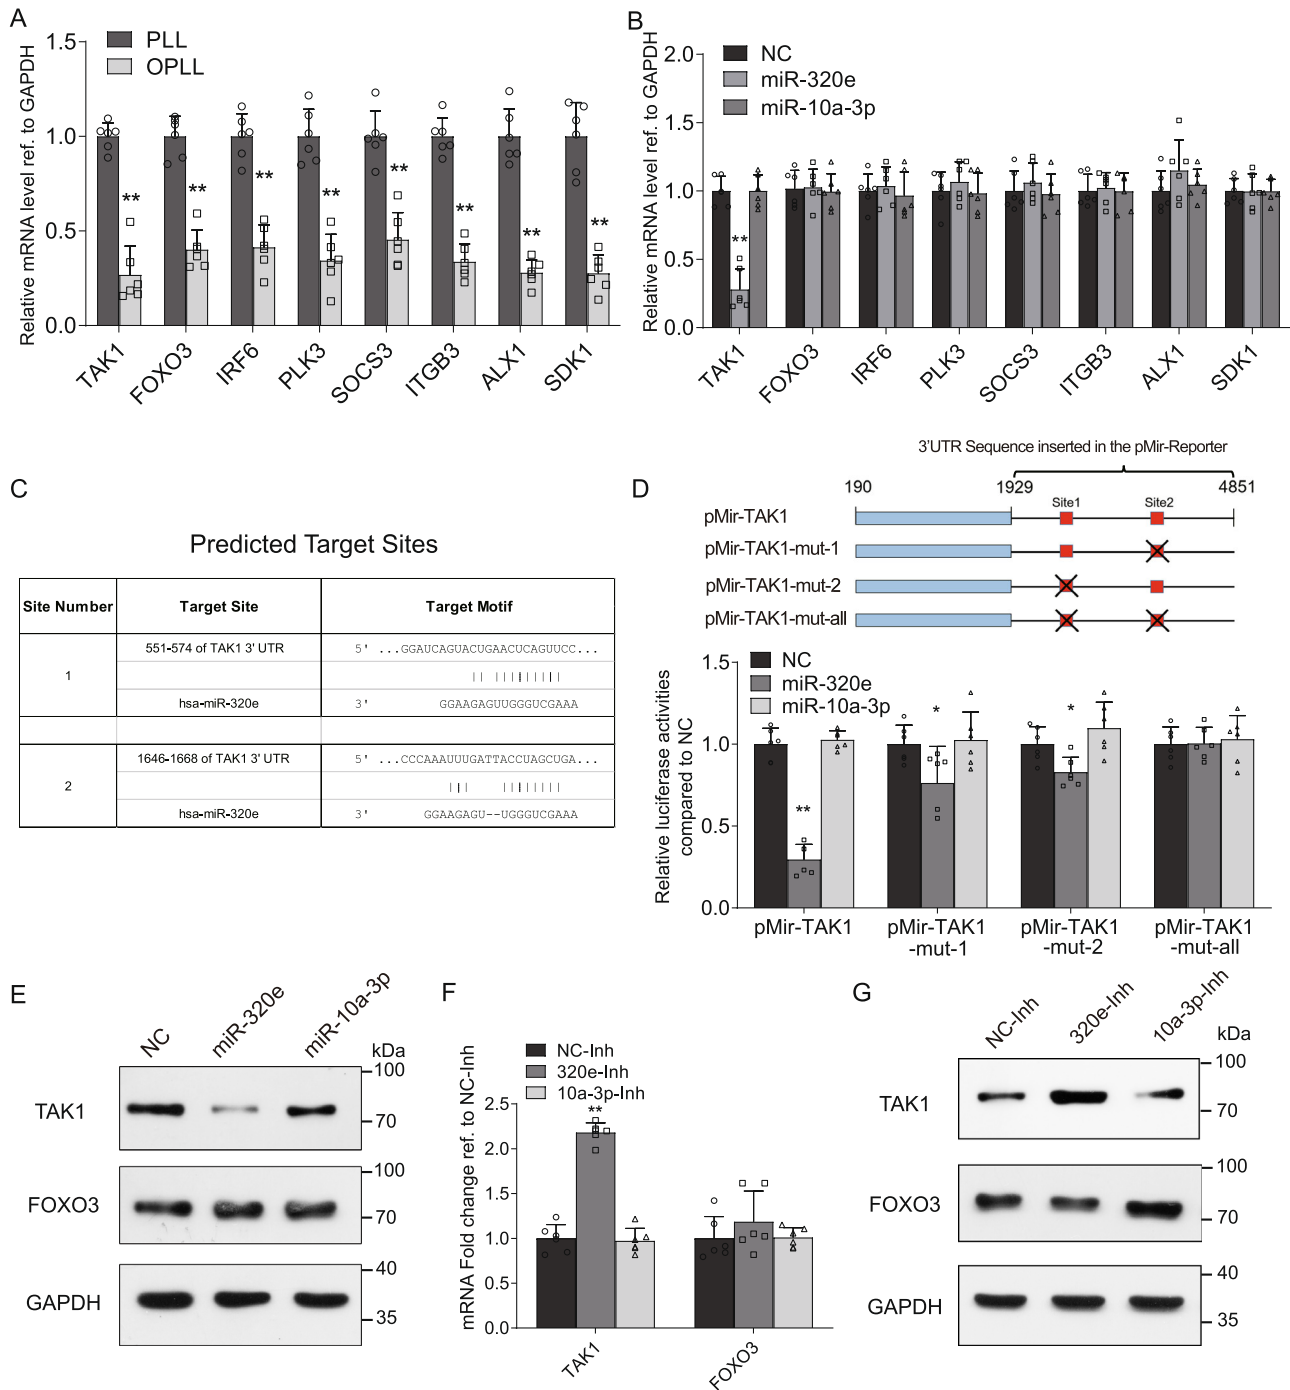 A
Relative mRNA level ref. to GAPDH
1.5
1.0
0.5
0.0
PLL
OPLL
** ** ** ** ** ** ** **
TAK1 FOXO3 IRF6 PLK3 SOCS3 ITGB3 ALX1 SDK1
B
Relative mRNA level ref. to GAPDH
2.0
1.5
1.0
0.5
0.0
NC
miR-320e
miR-10a-3p
**
TAK1 FOXO3 IRF6 PLK3 SOCS3 ITGB3 ALX1 SDK1
C
Predicted Target Sites
Site Number Target Site Target Motif
1
551-574 of TAK1 3' UTR 5' ...GGAUCAGUACUGAACUCAGUUCC...
|| |||||||||
hsa-miR-320e 3' GGAAGAGUUGGGUCGAAA
2
1646-1668 of TAK1 3' UTR 5' ...CCCAAAUUUGATTACCUAGCUGA...
||| ||||||||
hsa-miR-320e 3' GGAAGAGU--UGGGUCGAAA
D
3'UTR Sequence inserted in the pMir-Reporter
190 1929 4851
Site1 Site2
pMir-TAK1
pMir-TAK1-mut-1
pMir-TAK1-mut-2
pMir-TAK1-mut-all
Relative luciferase activities
compared to NC
1.5
1.0
0.5
0.0
NC
miR-320e
miR-10a-3p
** * *
pMir-TAK1 pMir-TAK1 pMir-TAK1 pMir-TAK1
-mut-1 -mut-2 -mut-all
E
NC miR-320e miR-10a-3p
kDa
TAK1
100
70
FOXO3
100
70
GAPDH
40
35
F
mRNA Fold change ref. to NC-Inh
NC-Inh
320e-Inh
10a-3p-Inh
2.5
2.0
1.5
1.0
0.5
0.0
**
TAK1 FOXO3
G
NC-Inh 320e-Inh 10a-3p-Inh
kDa
TAK1
100
70
FOXO3
100
70
GAPDH
40
35